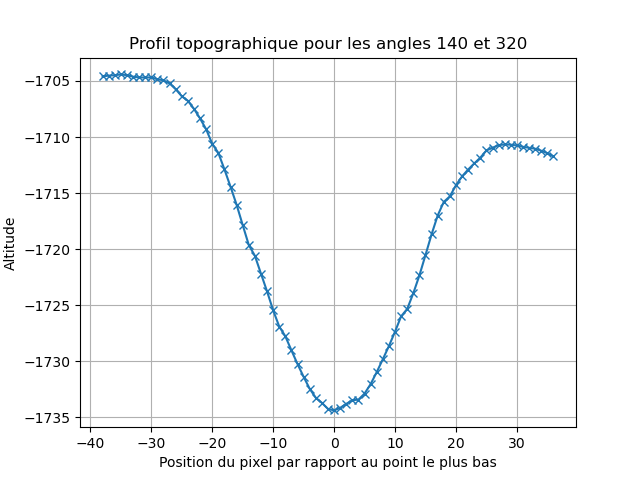 Profil topographique pour les angles 140 et 320
Altitude
−1705
−1710
−1715
−1720
−1725
−1730
−1735
−40 −30 −20 −10 0 10 20 30
Position du pixel par rapport au point le plus bas